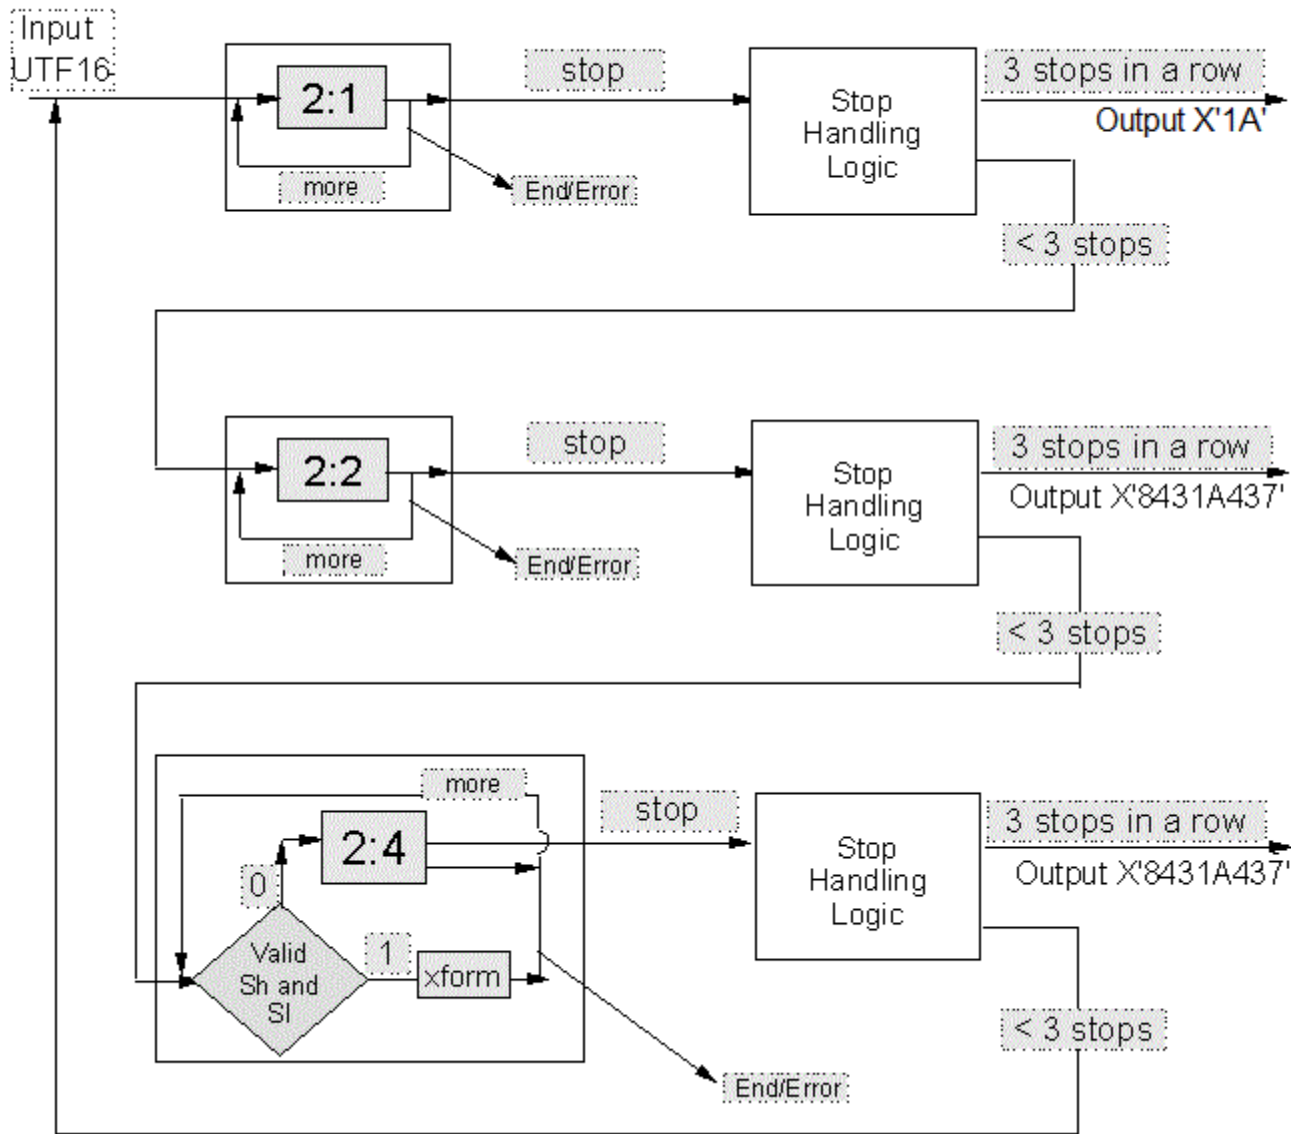 Input
UTF16
2:1
more
End/Error
stop
Stop
Handling
Logic
3 stops in a row
Output X'1A'
< 3 stops
2:2
more
End/Error
stop
Stop
Handling
Logic
3 stops in a row
Output X'8431A437'
< 3 stops
more
2:4
0
Valid
Sh and
Sl
1
xform
End/Error
stop
Stop
Handling
Logic
3 stops in a row
Output X'8431A437'
< 3 stops